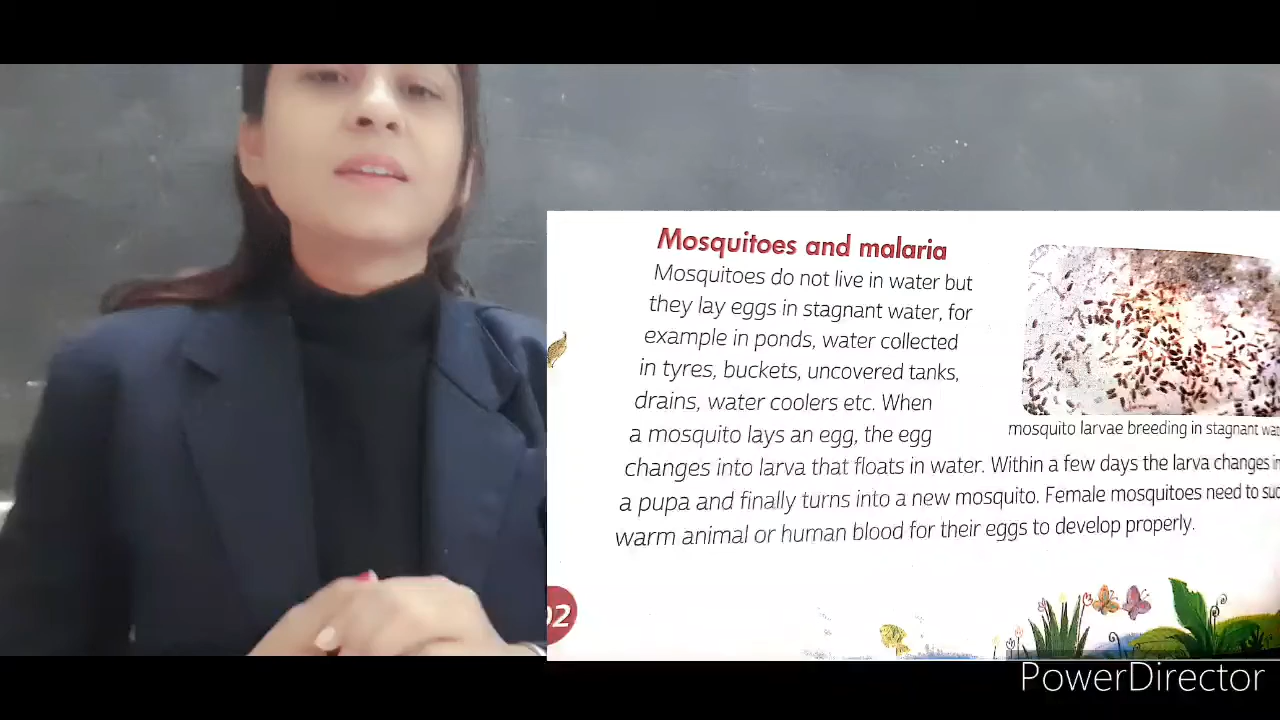 Mosquitoes and malaria
Mosquitoes do not live in water but
they lay eggs in stagnant water, for
example in ponds, water collected
in tyres, buckets, uncovered tanks,
drains, water coolers etc. When
a mosquito lays an egg, the egg
mosquito larvae breeding in stagnant
changes into larva that floats in water. Within a few days the larva changes
a pupa and finally turns into a new mosquito. Female mosquitoes need to
warm animal or human blood for their eggs to develop properly.
PowerDirector